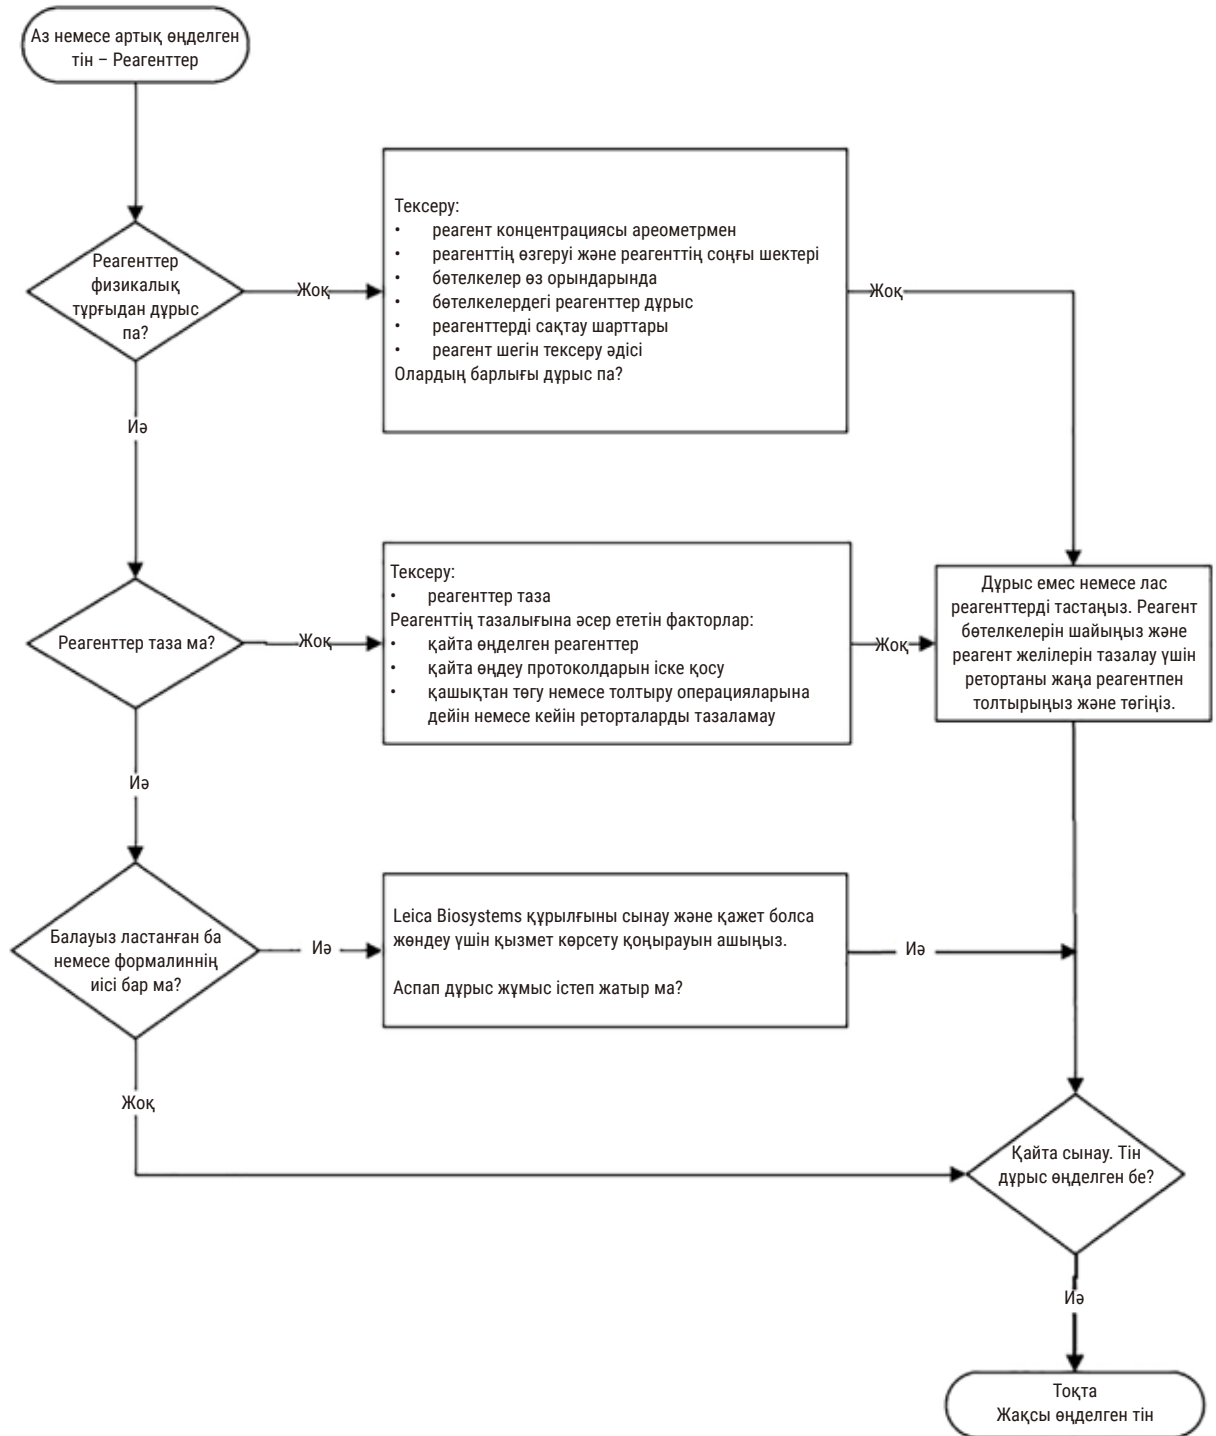 Аз немесе артық өңделген
тін – Реагенттер
Тексеру:
• реагент концентрациясы ареометрмен
• реагенттің өзгеруі және реагенттің соңғы шектері
• бөтелкелер өз орындарында
• бөтелкелердегі реагенттер дұрыс
• реагенттерді сақтау шарттары
• реагент шегін тексеру әдісі
Олардың барлығы дұрыс па?
Реагенттер
физикалық
тұрғыдан дұрыс
па?
Жоқ
Жоқ
Иә
Тексеру:
• реагенттер таза
Реагенттің тазалығына әсер ететін факторлар:
• қайта өңделген реагенттер
• қайта өңдеу протоколдарын іске қосу
• қашықтан төгу немесе толтыру операцияларына
дейін немесе кейін реторталарды тазаламау
Реагенттер таза ма?
Жоқ
Жоқ
Дұрыс емес немесе лас
реагенттерді тастаңыз. Реагент
бөтелкелерін шайыңыз және
реагент желілерін тазалау үшін
ретортаны жаңа реагентпен
толтырыңыз және төгіңіз.
Иә
Балауыз ластанған ба
немесе формалиннің
иісі бар ма?
Иә
Leica Biosystems құрылғыны сынау және қажет болса
жөндеу үшін қызмет көрсету қоңырауын ашыңыз.
Аспап дұрыс жұмыс істеп жатыр ма?
Иә
Жоқ
Қайта сынау. Тін
дұрыс өңделген бе?
Иә
Тоқта
Жақсы өңделген тін